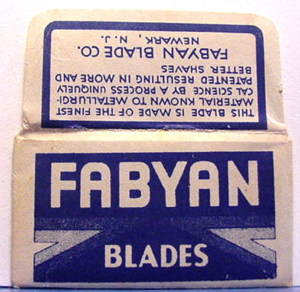 THIS BLADE IS MADE OF THE FINEST
MATERIAL KNOWN TO METALLURGI-
CAL SCIENCE BY A PROCESS UNIQUELY
PATENTED RESULTING IN MORE AND
BETTER SHAVES
FABYAN BLADE CO.
NEWARK, N. J.
FABYAN
BLADES